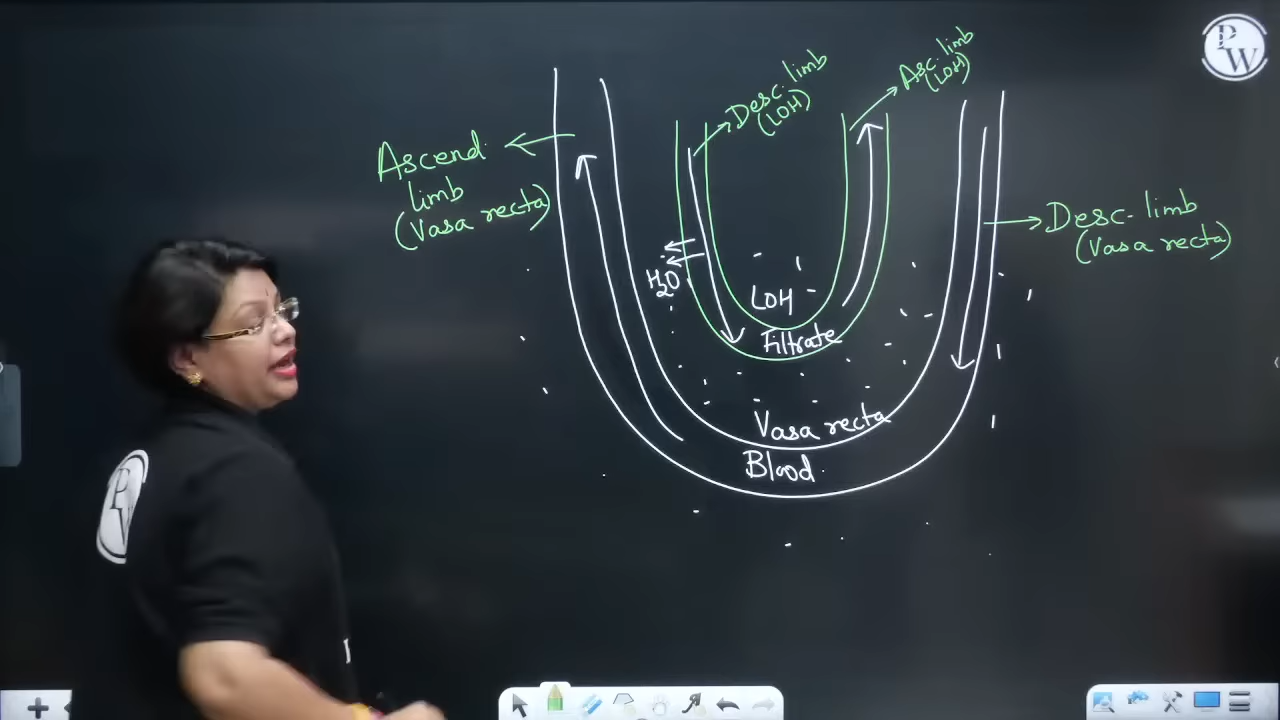 PW
Desc. limb
(LOH)
Asc. limb
(LOH)
Ascend.
limb
(Vasa recta)
Desc. limb
(Vasa recta)
H₂O
LOH
Filtrate
Vasa recta
Blood
PW